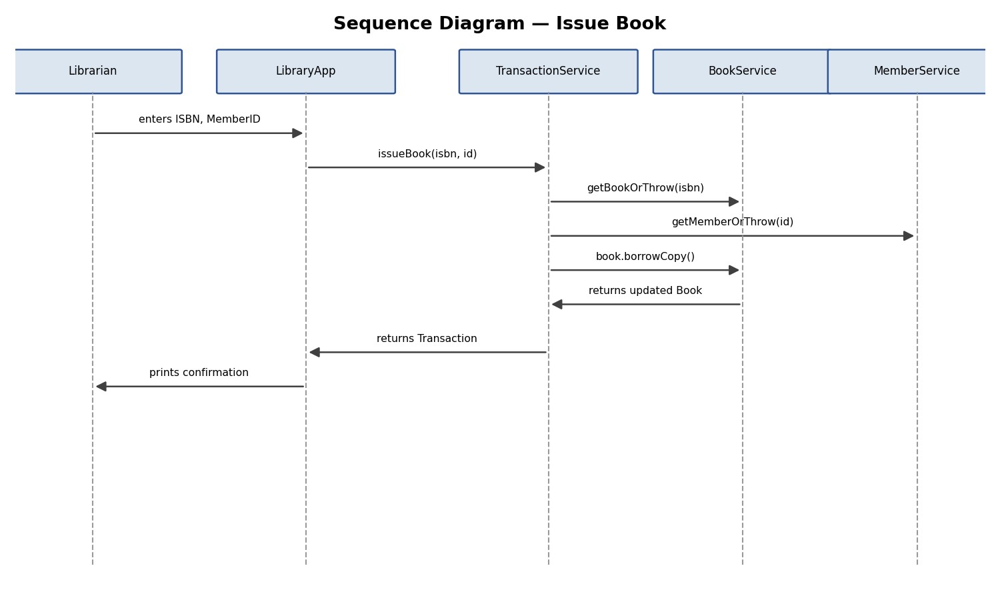 Sequence Diagram — Issue Book
Librarian
LibraryApp
TransactionService
BookService
MemberService
enters ISBN, MemberID
issueBook(isbn, id)
getBookOrThrow(isbn)
getMemberOrThrow(id)
book.borrowCopy()
returns updated Book
returns Transaction
prints confirmation